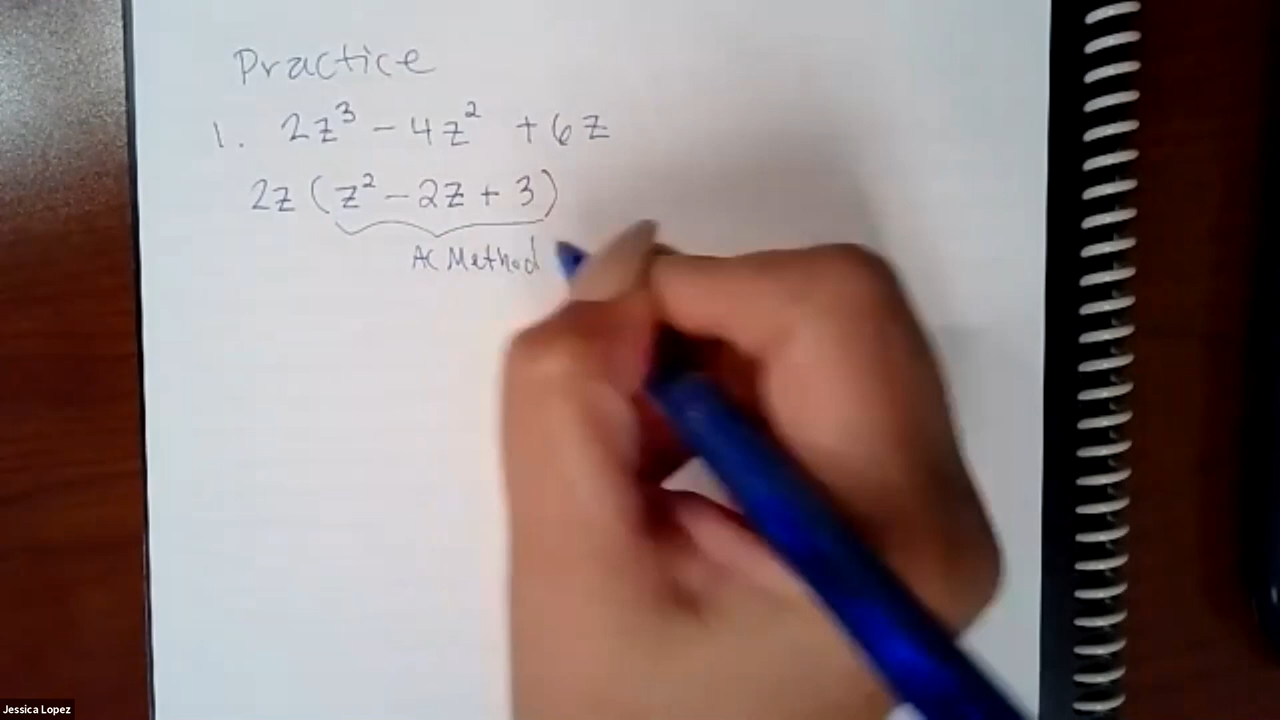 Practice
1. 2z³ - 4z² + 6z
2z (z² - 2z + 3)
AC Method
Jessica Lopez